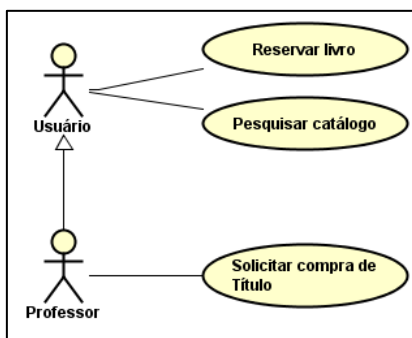 Reservar livro
Usuário
Pesquisar catálogo
Solicitar compra de
Título
Professor